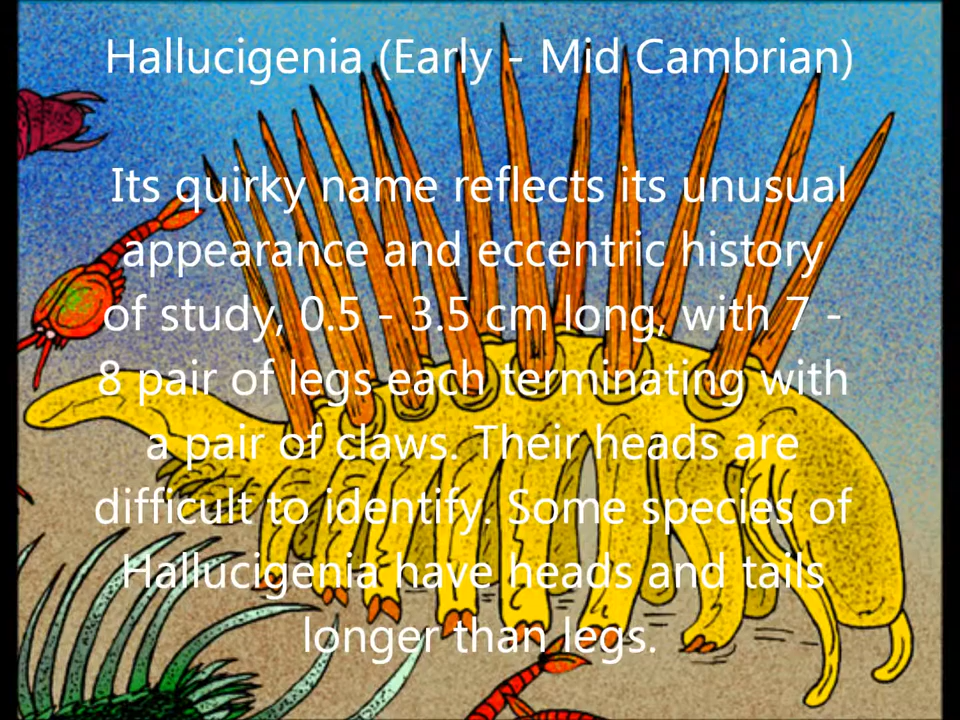 Hallucigenia (Early - Mid Cambrian)
Its quirky name reflects its unusual
appearance and eccentric history
of study, 0.5 - 3.5 cm long, with 7 -
8 pair of legs each terminating with
a pair of claws. Their heads are
difficult to identify. Some species of
Hallucigenia have heads and tails
longer than legs.